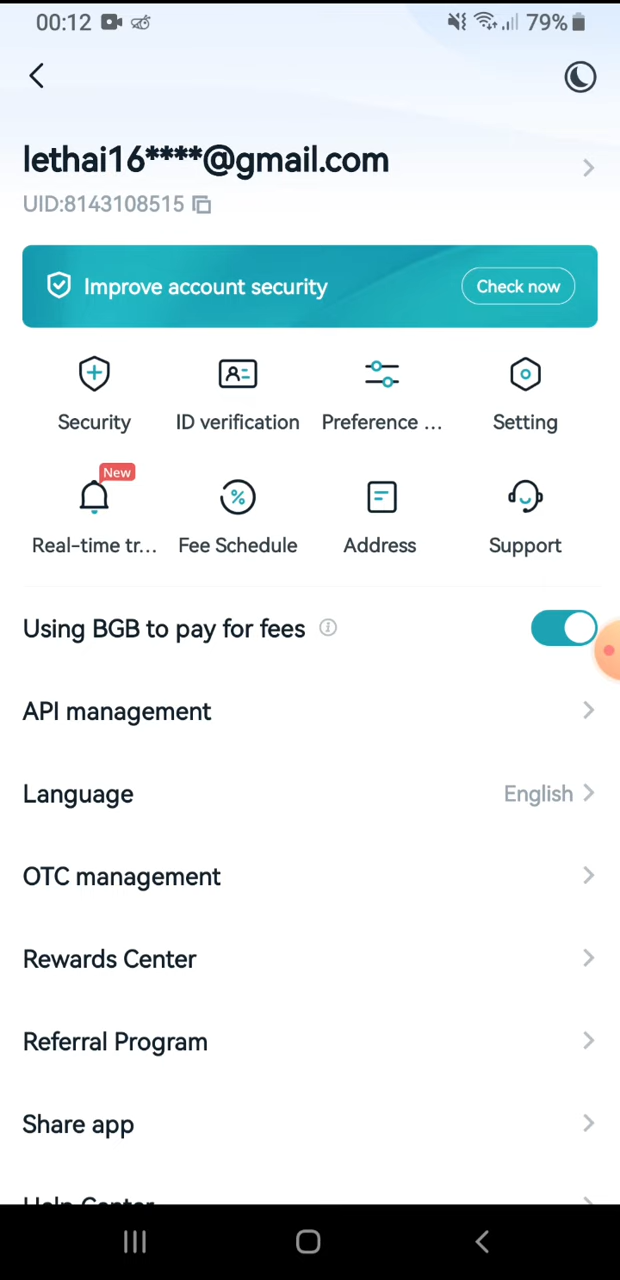 00:12 79%
lethai16****@gmail.com
UID:8143108515
Improve account security Check now
Security ID verification Preference ... Setting
New
Real-time tr... Fee Schedule Address Support
Using BGB to pay for fees
API management
Language English
OTC management
Rewards Center
Referral Program
Share app
Help Center